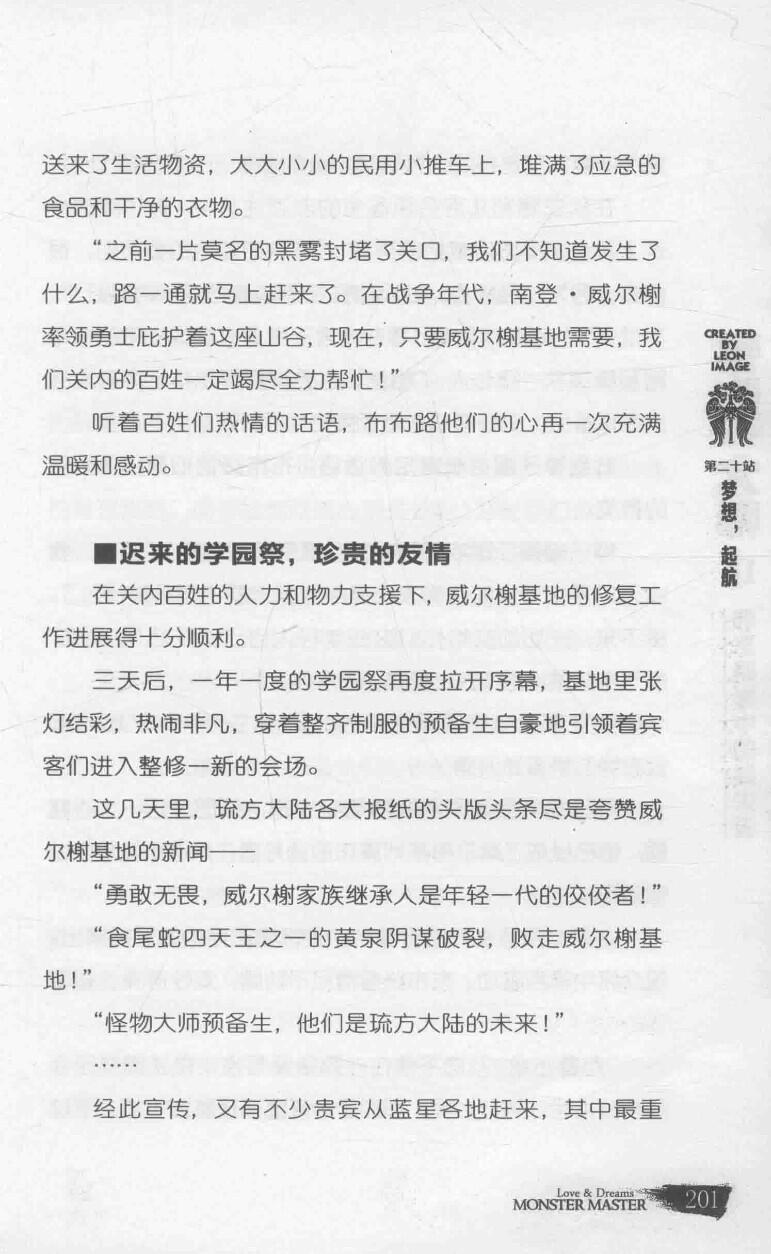 送来了生活物资，大大小小的民用小推车上，堆满了应急的
食品和干净的衣物。
“之前一片莫名的黑雾封堵了关口，我们不知道发生了
什么，路一通就马上赶来了。在战争年代，南登·威尔榭
率领勇士庇护着这座山谷，现在，只要威尔榭基地需要，我
们关内的百姓一定竭尽全力帮忙！”
听着百姓们热情的话语，布布路他们的心再一次充满
温暖和感动。
■迟来的学园祭，珍贵的友情
在关内百姓的人力和物力支援下，威尔榭基地的修复工
作进展得十分顺利。
三天后，一年一度的学园祭再度拉开序幕，基地里张
灯结彩，热闹非凡，穿着整齐制服的预备生自豪地引领着宾
客们进入整修一新的会场。
这几天里，琉方大陆各大报纸的头版头条尽是夸赞威
尔榭基地的新闻——
“勇敢无畏，威尔榭家族继承人是年轻一代的佼佼者！”
“食尾蛇四天王之一的黄泉阴谋破裂，败走威尔榭基
地！”
“怪物大师预备生，他们是琉方大陆的未来！”
……
经此宣传，又有不少贵宾从蓝星各地赶来，其中最重
CREATED
BY
LEON
IMAGE
第二十站
梦想，起航
Love & Dreams
MONSTER MASTER
201